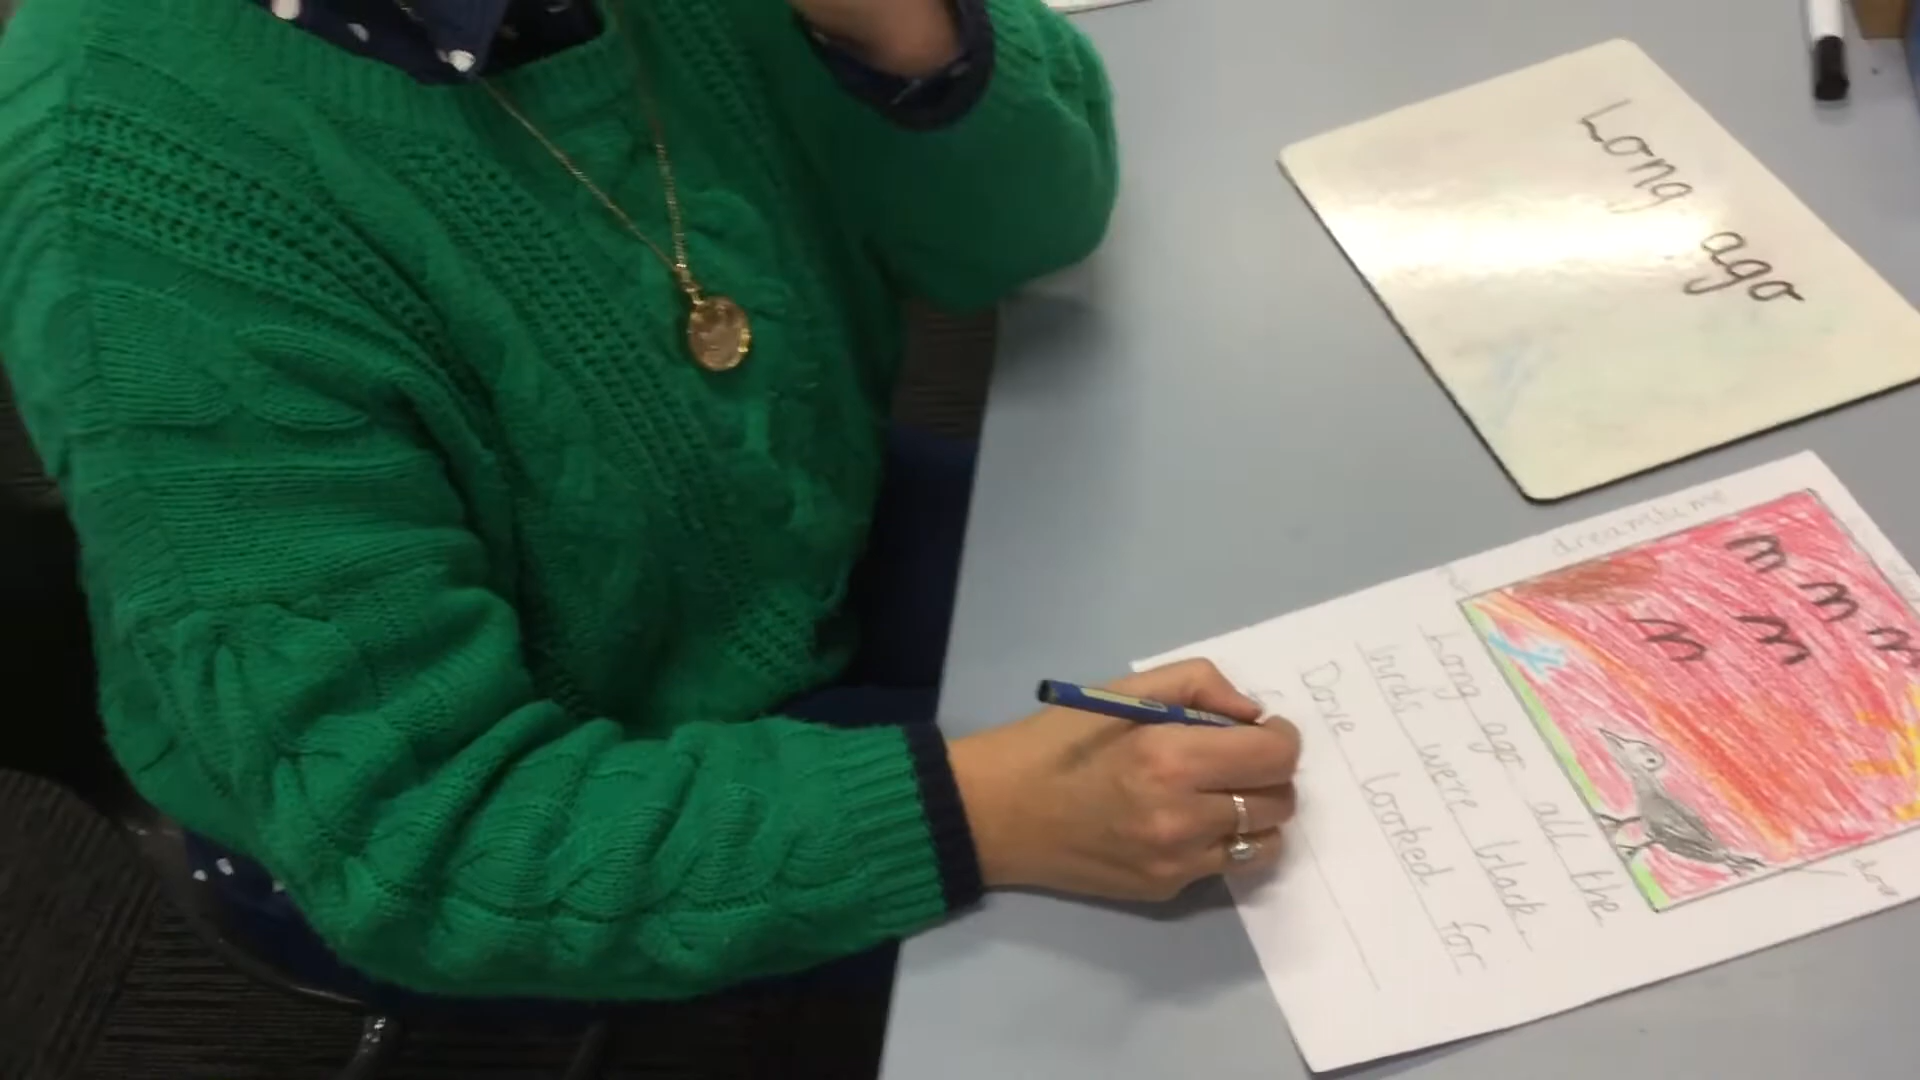 Long ago
dreamtime
Long ago all the
birds were black.
Dove looked for
f